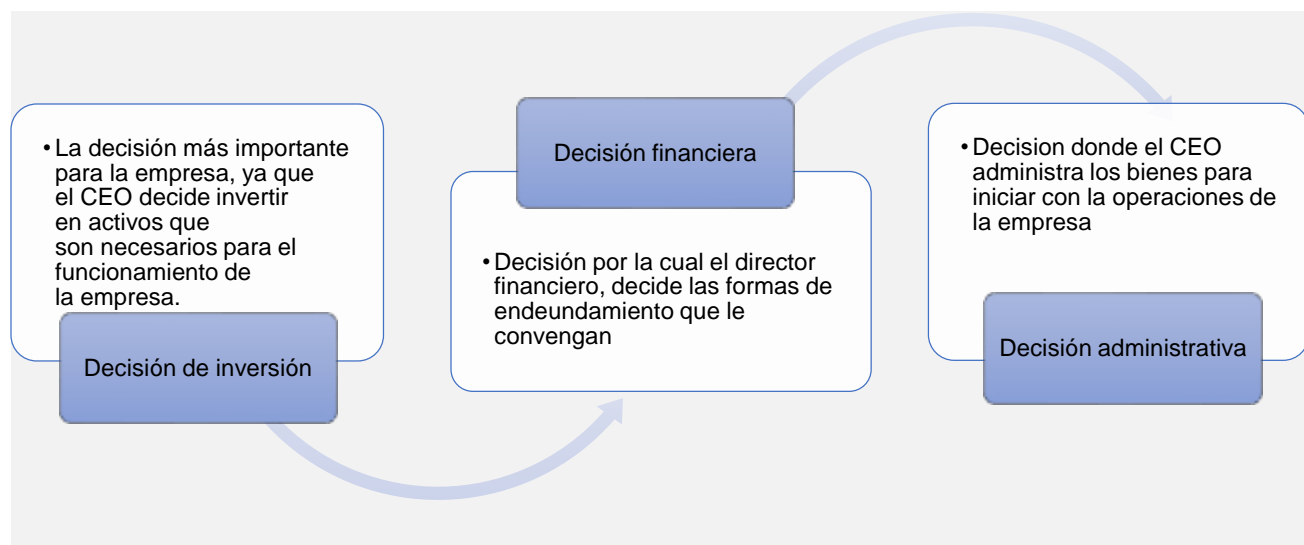 • La decisión más importante
para la empresa, ya que
el CEO decide invertir
en activos que
son necesarios para el
funcionamiento de
la empresa.
Decisión de inversión
Decisión financiera
• Decisión por la cual el director
financiero, decide las formas de
endeundamiento que le
convengan
• Decision donde el CEO
administra los bienes para
iniciar con la operaciones de
la empresa
Decisión administrativa